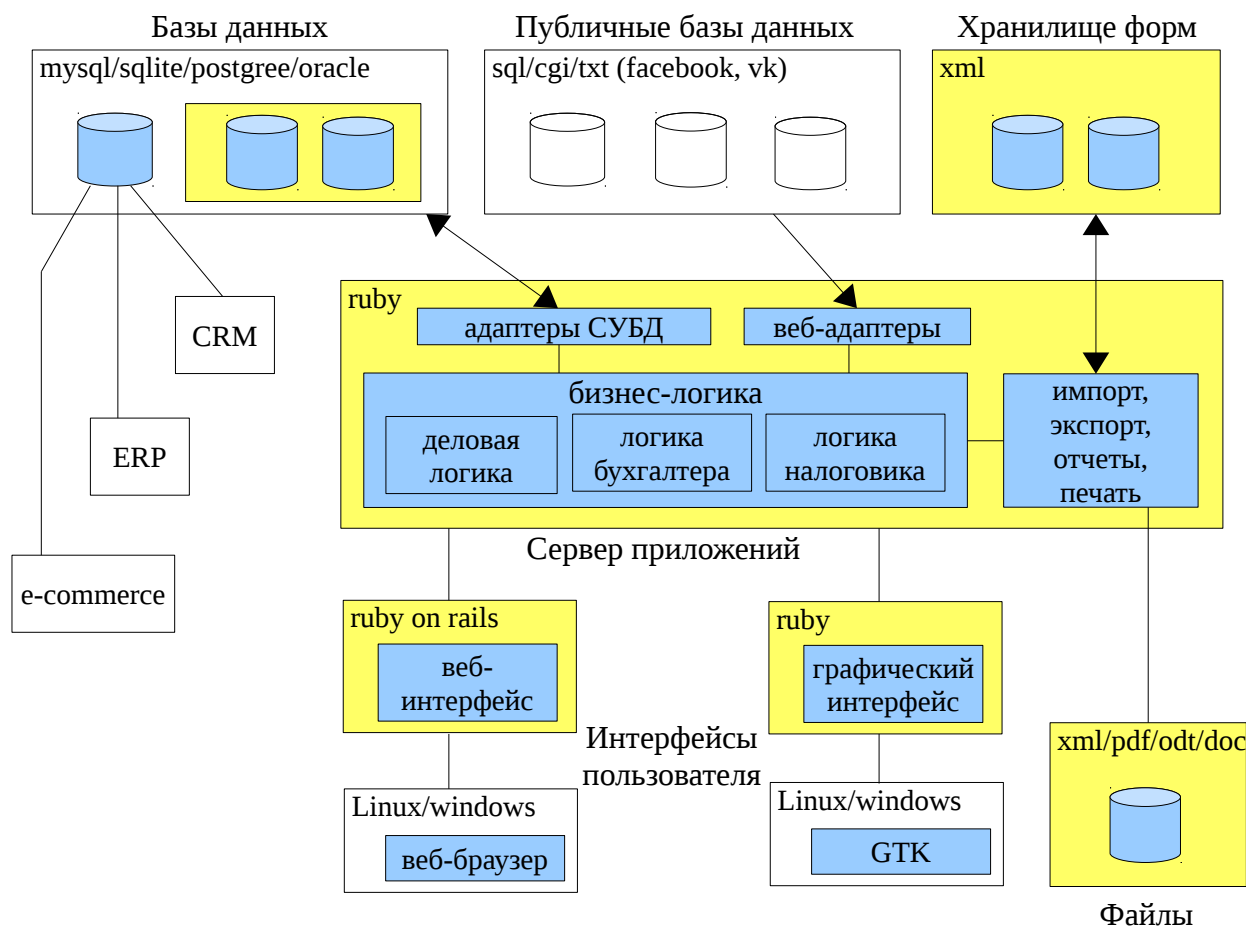 Базы данных
Публичные базы данных
Хранилище форм
mysql/sqlite/postgree/oracle
sql/cgi/txt (facebook, vk)
xml
ruby
адаптеры СУБД
веб-адаптеры
CRM
бизнес-логика
деловая
логика
логика
бухгалтера
логика
налоговика
импорт,
экспорт,
отчеты,
печать
ERP
Сервер приложений
e-commerce
ruby on rails
веб-
интерфейс
ruby
графический
интерфейс
Интерфейсы
пользователя
xml/pdf/odt/doc
Linux/windows
веб-браузер
Linux/windows
GTK
Файлы